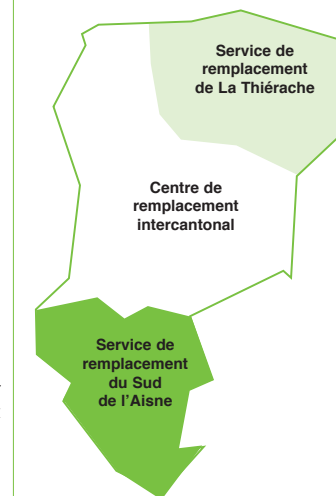 Service de
remplacement
de La Thiérache
Centre de
remplacement
intercantonal
Service de
remplacement
du Sud
de l'Aisne